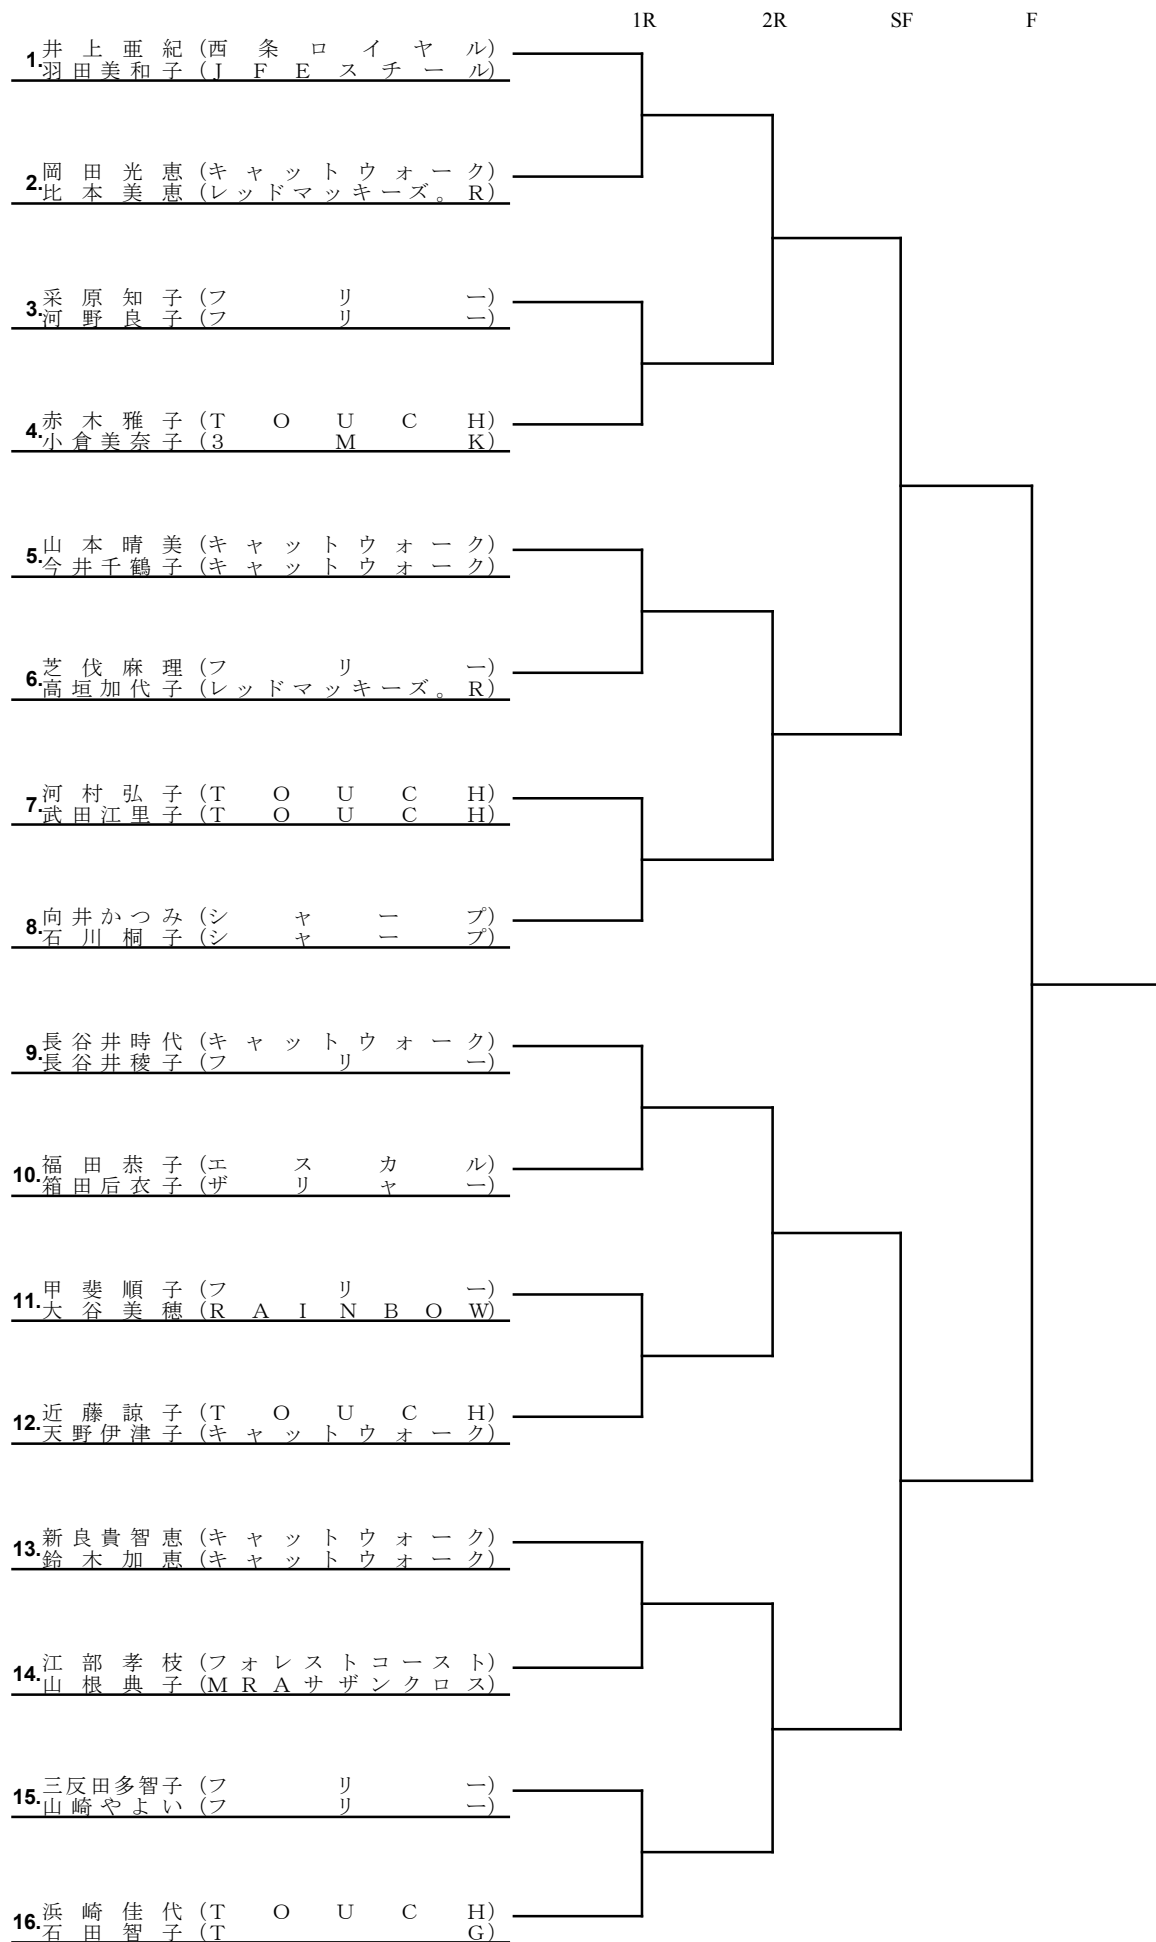 1R 2R SF F
1. 井上亜紀(西条ロイヤル)
羽田美和子(JFEスチール)
2. 岡田光恵(キャットウォーク)
比本美恵(レッドマッキーズ。R)
3. 采原知子(フリー)
河野良子(フリー)
4. 赤木雅子(TOUCH)
小倉美奈子(3MK)
5. 山本晴美(キャットウォーク)
今井千鶴子(キャットウォーク)
6. 芝伐麻理(フリー)
高垣加代子(レッドマッキーズ。R)
7. 河村弘子(TOUCH)
武田江里子(TOUCH)
8. 向井かつみ(シャープ)
石川桐子(シャープ)
9. 長谷井時代(キャットウォーク)
長谷井稜子(フリー)
10. 福田恭子(エスカル)
箱田后衣子(ザリャー)
11. 甲斐順子(フリー)
大谷美穂(RAINBOW)
12. 近藤諒子(TOUCH)
天野伊津子(キャットウォーク)
13. 新良貴智恵(キャットウォーク)
鈴木加恵(キャットウォーク)
14. 江部孝枝(フォレストコースト)
山根典子(MRAサザンクロス)
15. 三反田多智子(フリー)
山崎やよい(フリー)
16. 浜崎佳代(TOUCH)
石田智子(TG)